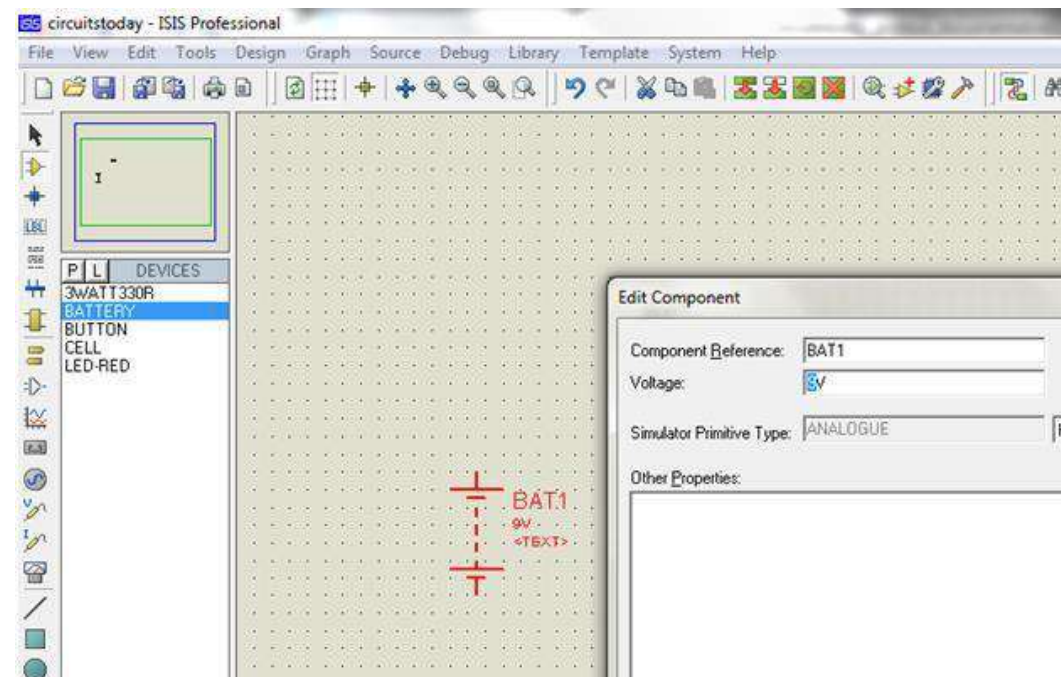 circuitstoday - ISIS Professional
File View Edit Tools Design Graph Source Debug Library Template System Help
P L DEVICES
3WATT330R
BATTERY
BUTTON
CELL
LED-RED
Edit Component
Component Reference: BAT1
Voltage: V
Simulator Primitive Type: ANALOGUE
Other Properties:
BAT1
9V
<TEXT>